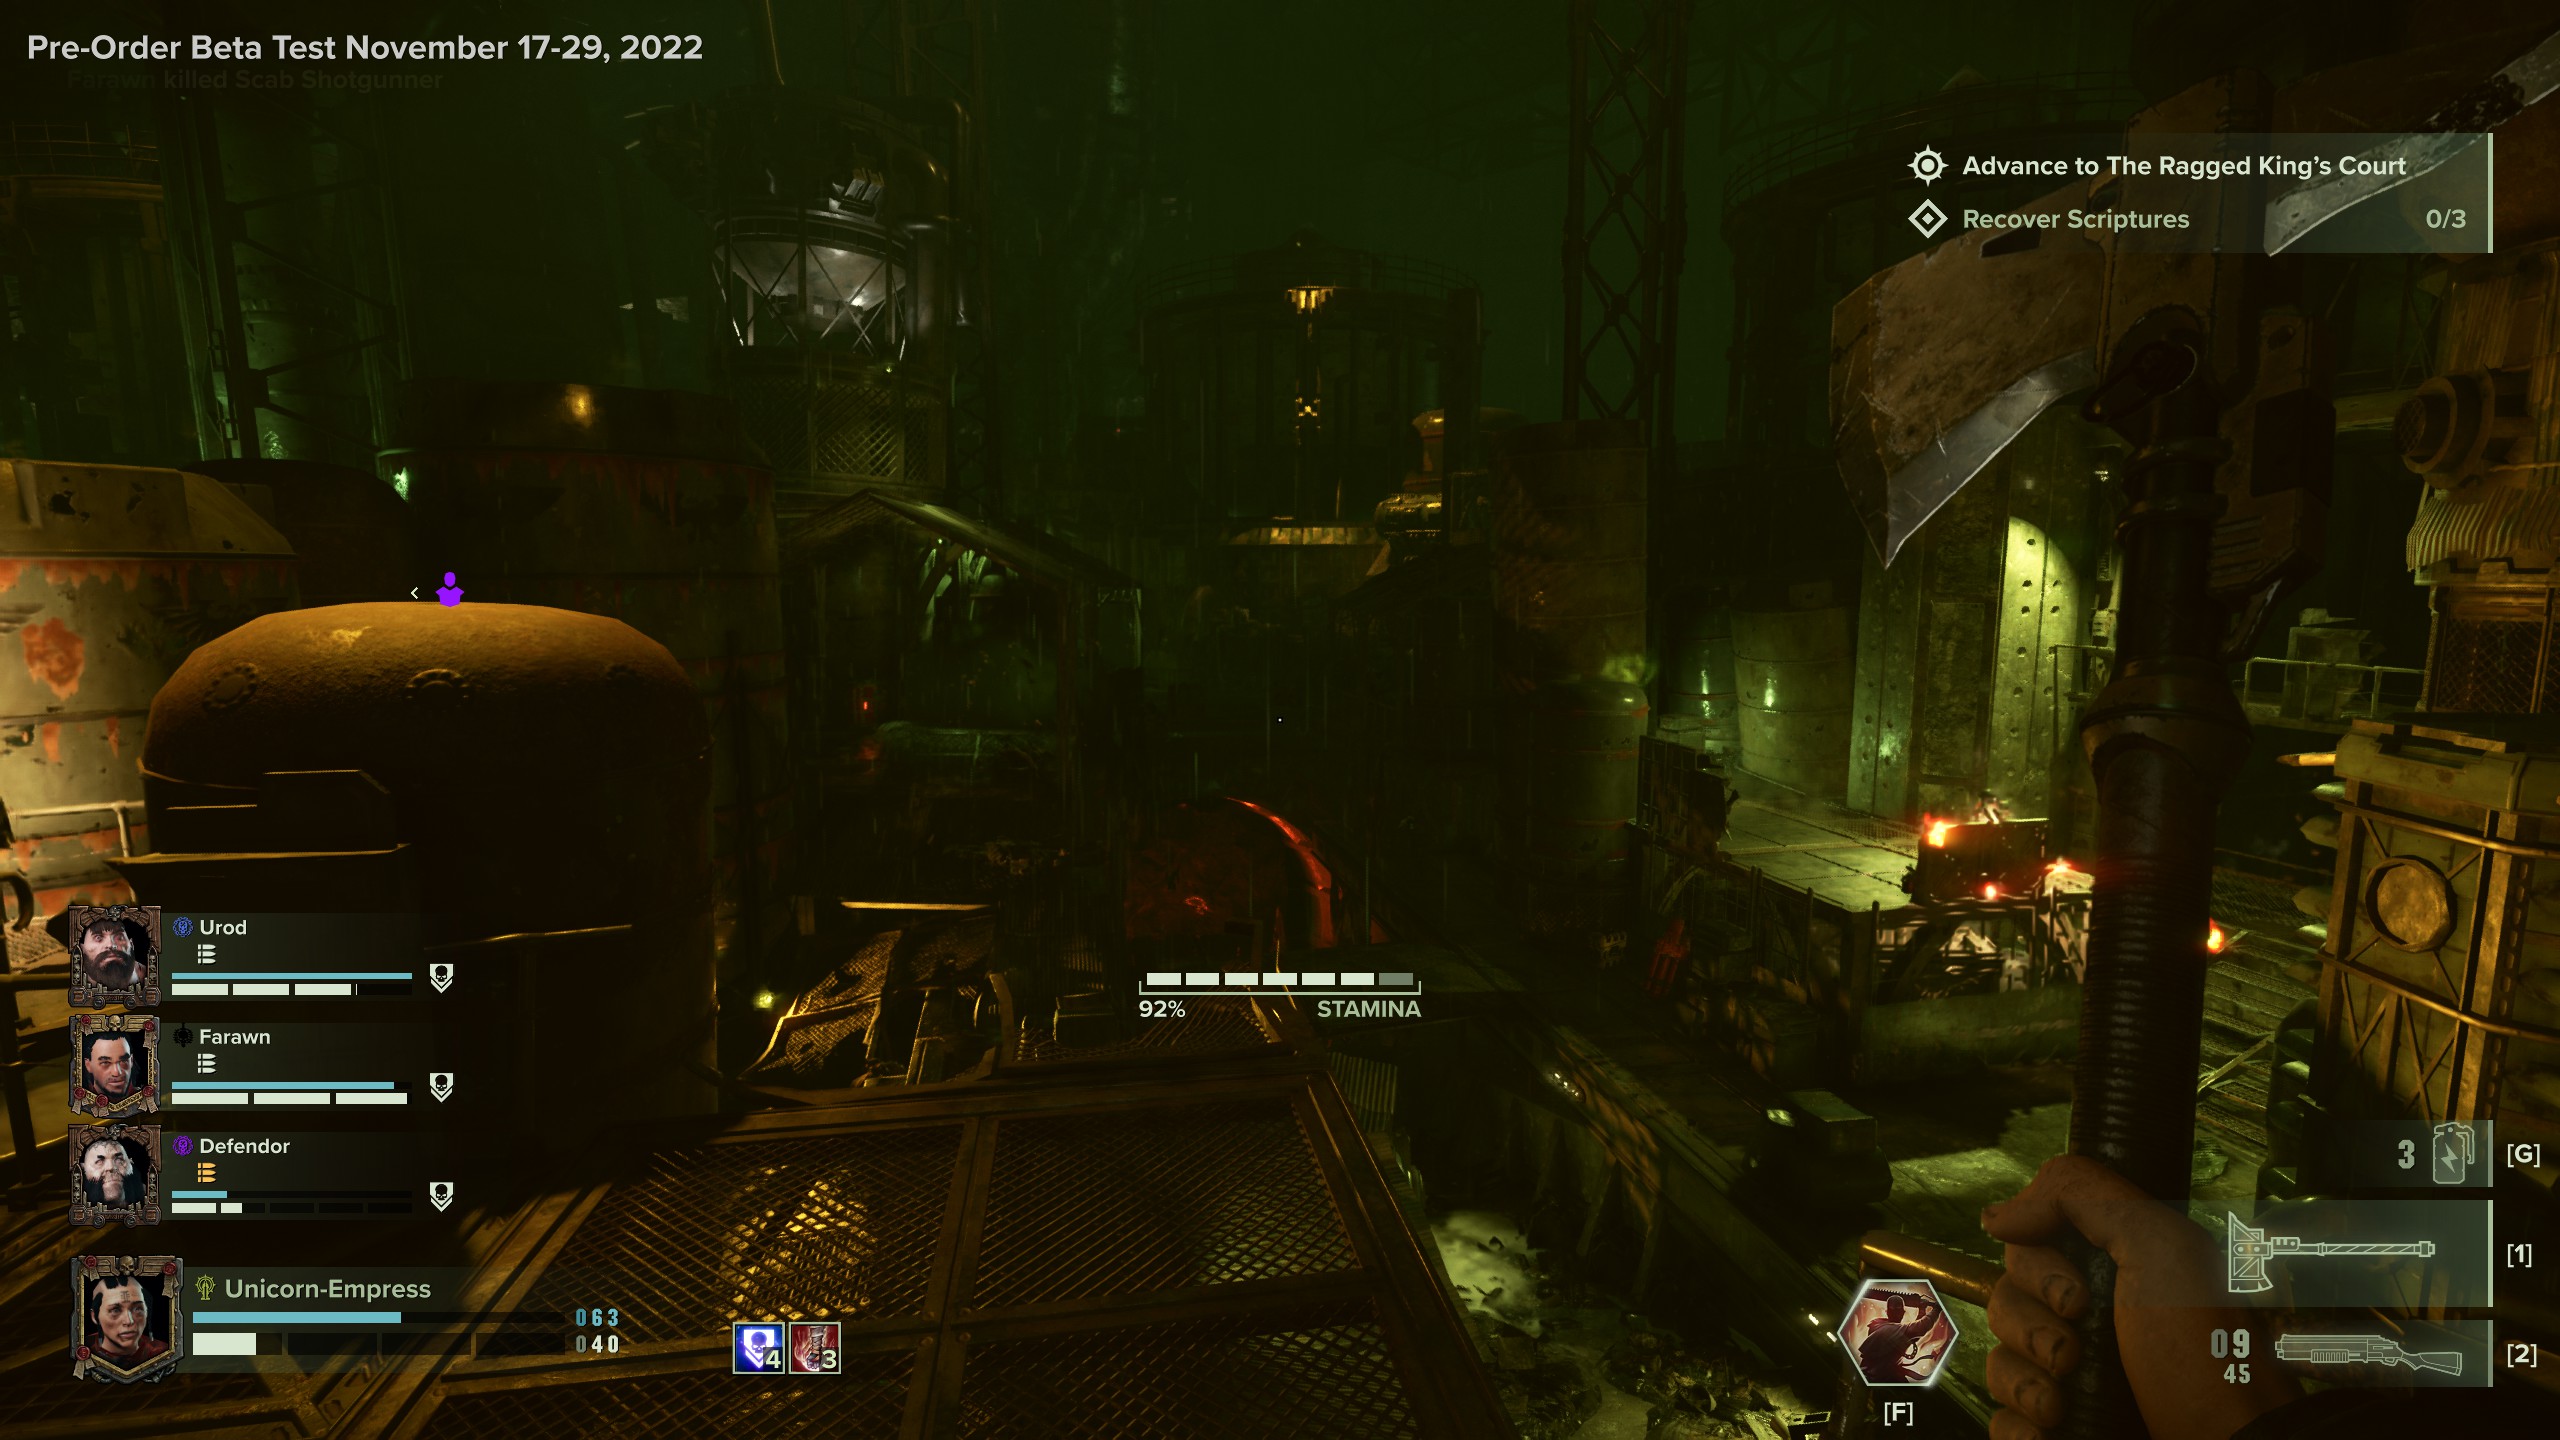 Pre-Order Beta Test November 17-29, 2022
Farawn killed Scab Shotgunner
Advance to The Ragged King's Court
Recover Scriptures 0/3
92% STAMINA
Urod
Farawn
Defendor
Unicorn-Empress
063
040
4 3
[F]
3 [G]
[1]
09
45
[2]